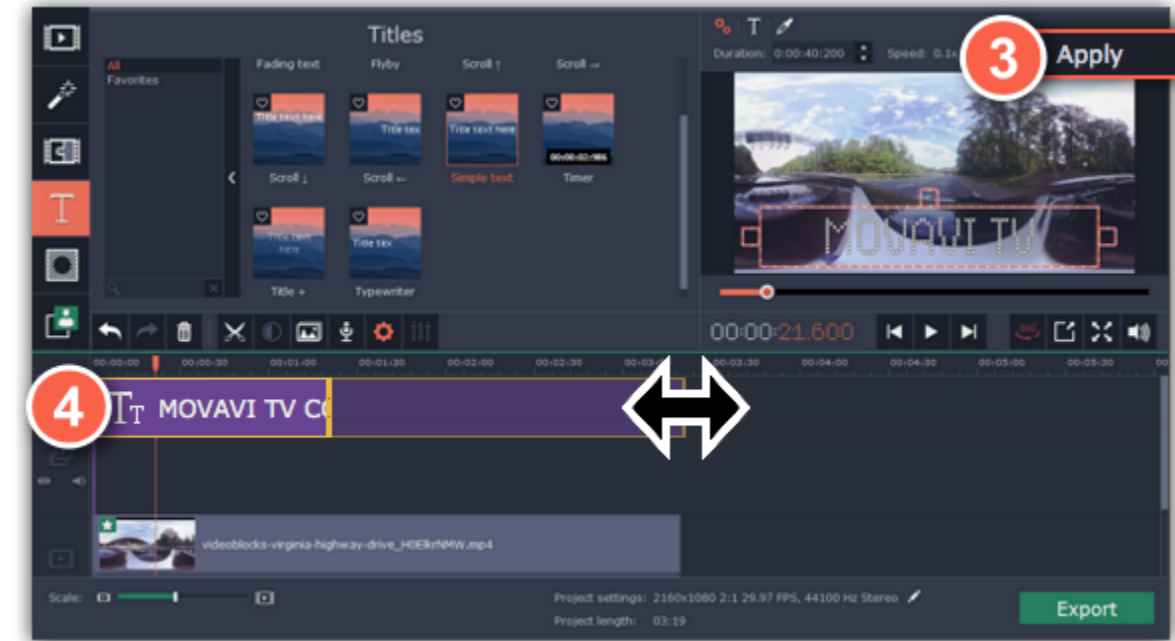 Titles
Duration: 0:00:40:200 Speed: 0.1x
3 Apply
All
Favorites
Fading text Flyby Scroll ↑ Scroll →
Title text here
Title tex
Title text here
00:00:02:986
Scroll ↓ Scroll ← Simple text Timer
Title text here
Title tex
Title + Typewriter
MOVAVI TV
00:00:21.600
360°
00:00:00 00:00:30 00:01:00 00:01:30 00:02:00 00:02:30 00:03:30 00:04:00 00:04:30 00:05:00 00:05:30
4 MOVAVI TV CO
videoblocks-virginia-highway-drive_H0ElkrNMW.mp4
Scale:
Project settings: 2160x1080 2:1 29.97 FPS, 44100 Hz Stereo
Project length: 03:19
Export